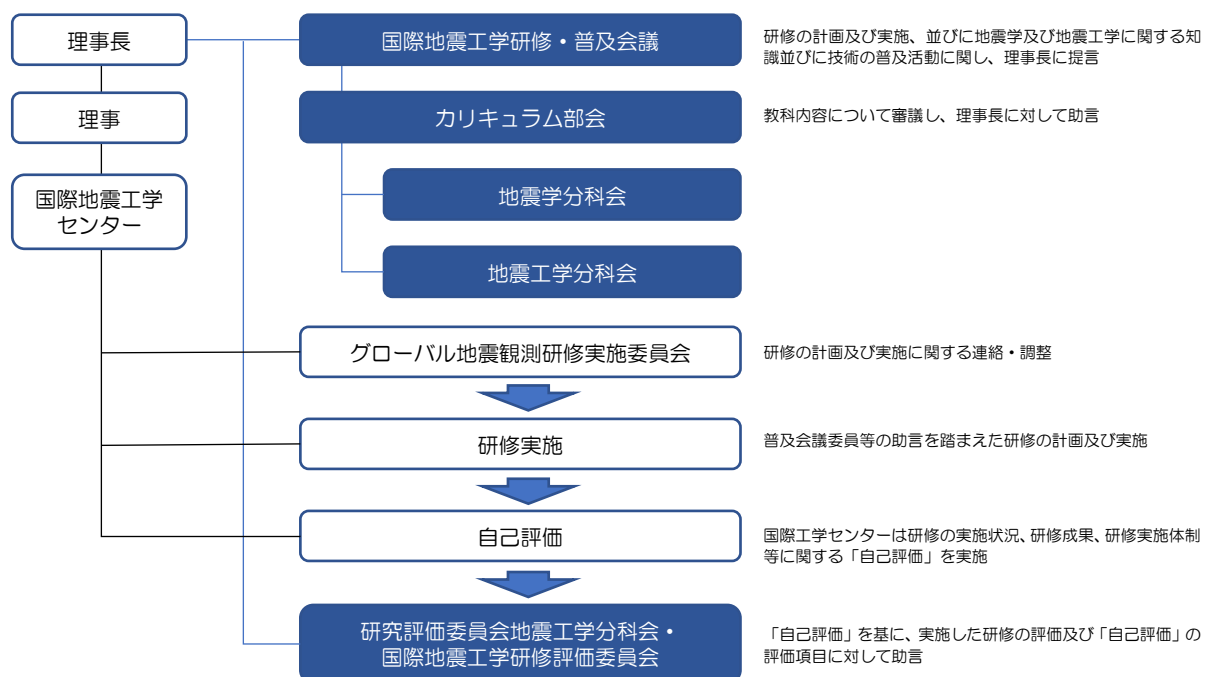 理事長
国際地震工学研修・普及会議
研修の計画及び実施、並びに地震学及び地震工学に関する知
識並びに技術の普及活動に関し、理事長に提言
理事
カリキュラム部会
教科内容について審議し、理事長に対して助言
国際地震工学
センター
地震学分科会
地震工学分科会
グローバル地震観測研修実施委員会
研修の計画及び実施に関する連絡・調整
研修実施
普及会議委員等の助言を踏まえた研修の計画及び実施
自己評価
国際工学センターは研修の実施状況、研修成果、研修実施体制
等に関する「自己評価」を実施
研究評価委員会地震工学分科会・
国際地震工学研修評価委員会
「自己評価」を基に、実施した研修の評価及び「自己評価」の
評価項目に対して助言